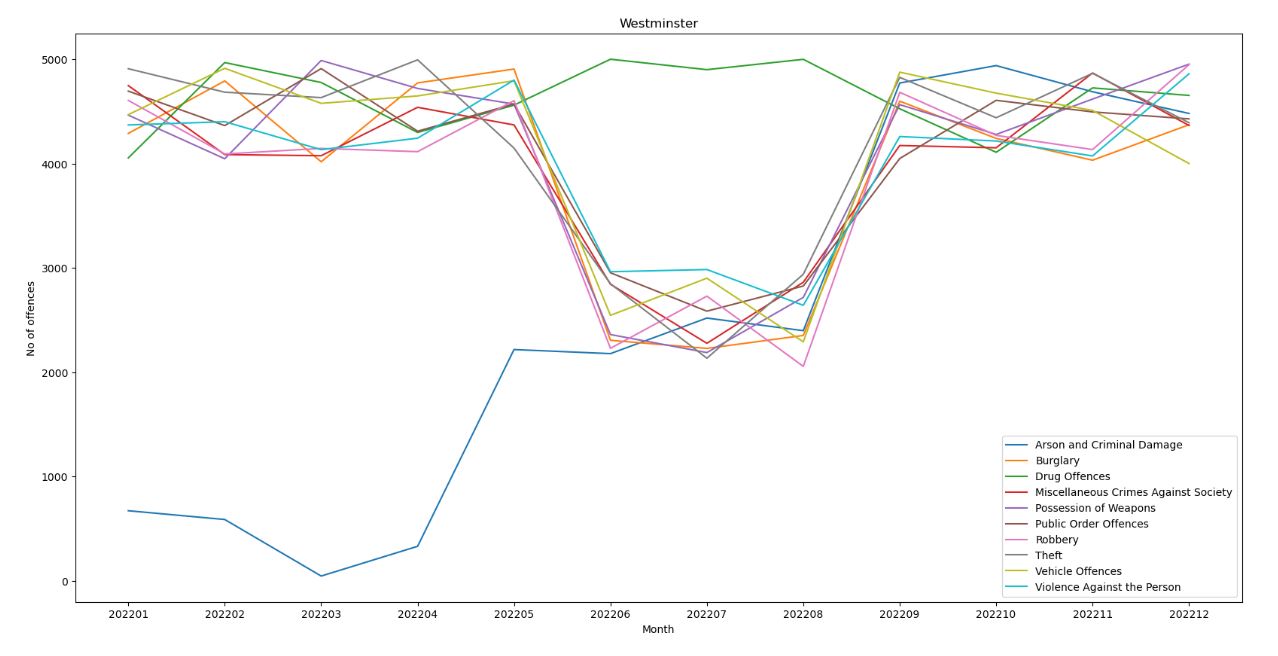 Westminster
5000
4000
3000
2000
1000
0
No of offences
Arson and Criminal Damage
Burglary
Drug Offences
Miscellaneous Crimes Against Society
Possession of Weapons
Public Order Offences
Robbery
Theft
Vehicle Offences
Violence Against the Person
202201 202202 202203 202204 202205 202206 202207 202208 202209 202210 202211 202212
Month